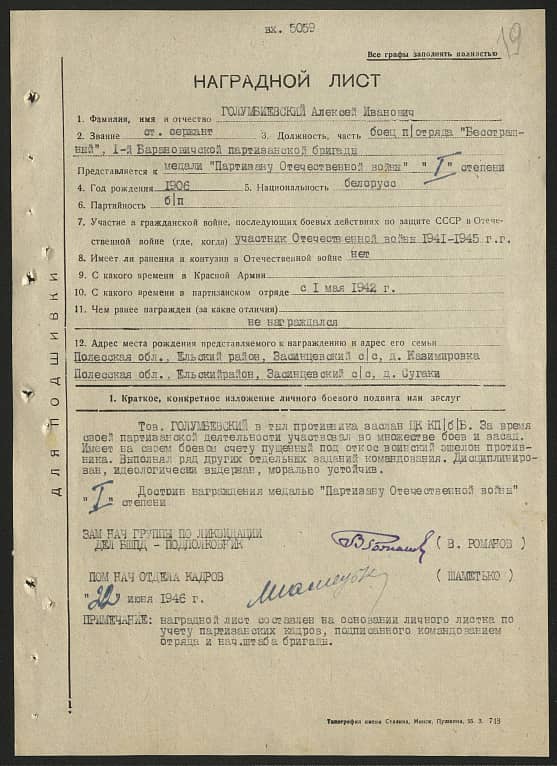 вх. 5059
19
Все графы заполнять полностью
НАГРАДНОЙ ЛИСТ
1. Фамилия, имя и отчество ГОЛУМБИЕВСКИЙ Алексей Иванович
2. Звание ст. сержант 3. Должность, часть боец п|отряда "Бесстраш-
ный", 1-й Барановичской партизанской бригады
Представляется к медали "Партизану Отечественной войны" "I" степени
4. Год рождения 1906 5. Национальность белорусс
6. Партийность б|п
7. Участие в гражданской войне, последующих боевых действиях по защите СССР в Отече-
ственной войне (где, когда) участник Отечественной войны 1941-1945 г.г.
8. Имеет ли ранения и контузии в Отечественной войне нет
9. С какого времени в Красной Армии
10. С какого времени в партизанском отряде с I мая 1942 г.
11. Чем ранее награжден (за какие отличия)
не награждался
12. Адрес места рождения представляемого к награждению и адрес его семьи
Полесская обл., Ельский район, Засинцевский с|с, д. Казимировка
Полесская обл., Ельскийрайон, Засинцевский с|с, д. Сугаки
ДЛЯ ПОДШИВКИ
I. Краткое, конкретное изложение личного боевого подвига или заслуг
Тов. ГОЛУМБЕВСКИЙ в тыл противника заслан ЦК КП|б|Б. За время
своей партизанской деятельности участвовал во множестве боев и засад.
Имеет на своем боевом счету пущенный под откос воинский эшелон против-
ника. Выполнял ряд других отдельных заданий командования. Дисциплиниро-
ван, идеологически выдержан, морально устойчив.
Достоин награждения медалью "Партизану Отечественной войны"
"I" степени
ЗАМ НАЧ ГРУППЫ ПО ЛИКВИДАЦИИ
ДЕЛ БШПД - ПОДПОЛКОВНИК ( В. РОМАНОВ )
ПОМ НАЧ ОТДЕЛА КАДРОВ ( ШАМЕТЬКО )
"22" июня 1946 г.
ПРИМЕЧАНИЕ: наградной лист составлен на основании личного листка по
учету партизанских кадров, подписанного командованием
отряда и нач.штаба бригады.
Типография имени Сталина, Минск, Пушкина, 55 З. 748